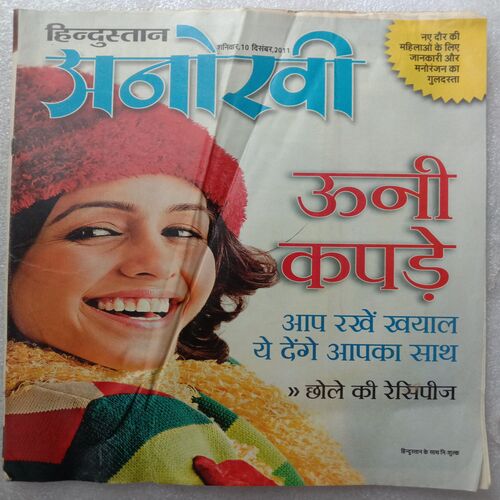 हिन्दुस्तान
शनिवार, 10 दिसंबर, 2011
अनोखी
नए दौर की
महिलाओं के लिए
जानकारी और
मनोरंजन का
गुलदस्ता
ऊनी
कपड़े
आप रखें खयाल
ये देंगे आपका साथ
» छोले की रेसिपीज
हिन्दुस्तान के साथ नि:शुल्क